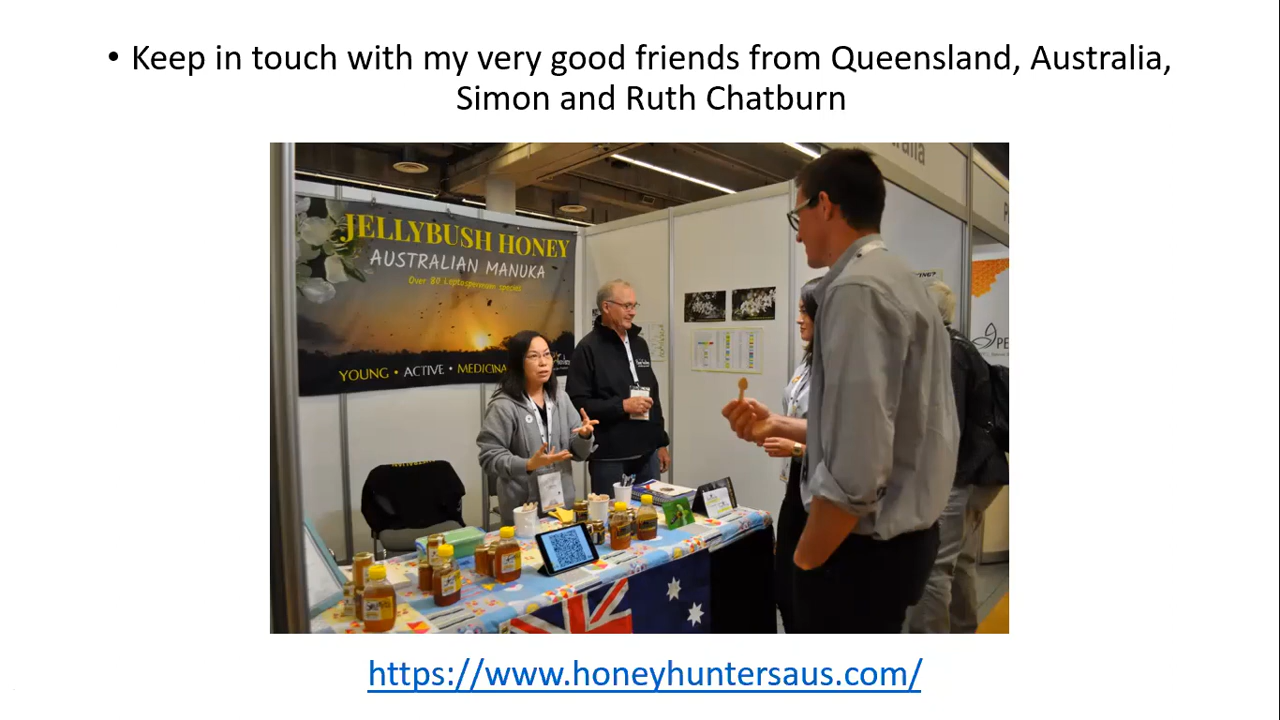 • Keep in touch with my very good friends from Queensland, Australia,
Simon and Ruth Chatburn
JELLYBUSH HONEY
AUSTRALIAN MANUKA
Over 80 Leptospermum species
YOUNG • ACTIVE • MEDICINA
https://www.honeyhuntersaus.com/